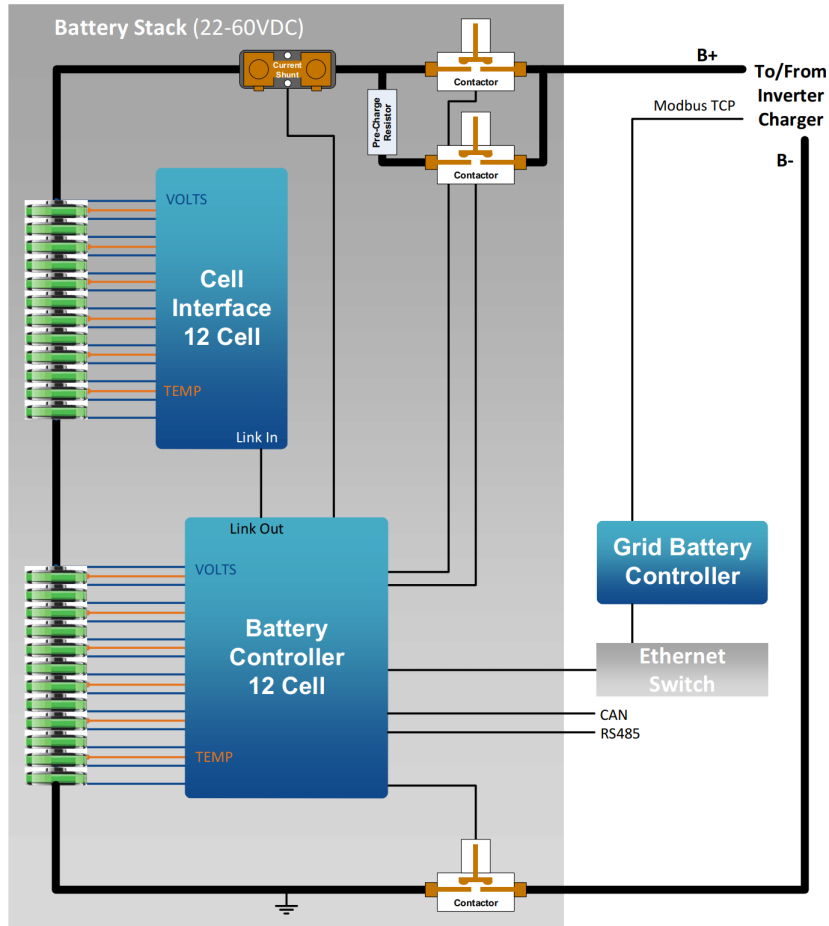 Battery Stack (22-60VDC)
Current
Shunt
Contactor
B+
To/From
Inverter
Charger
Modbus TCP
Pre-Charge
Resistor
Contactor
B-
VOLTS
Cell
Interface
12 Cell
TEMP
Link In
Link Out
VOLTS
Battery
Controller
12 Cell
TEMP
Grid Battery
Controller
Ethernet
Switch
CAN
RS485
Contactor